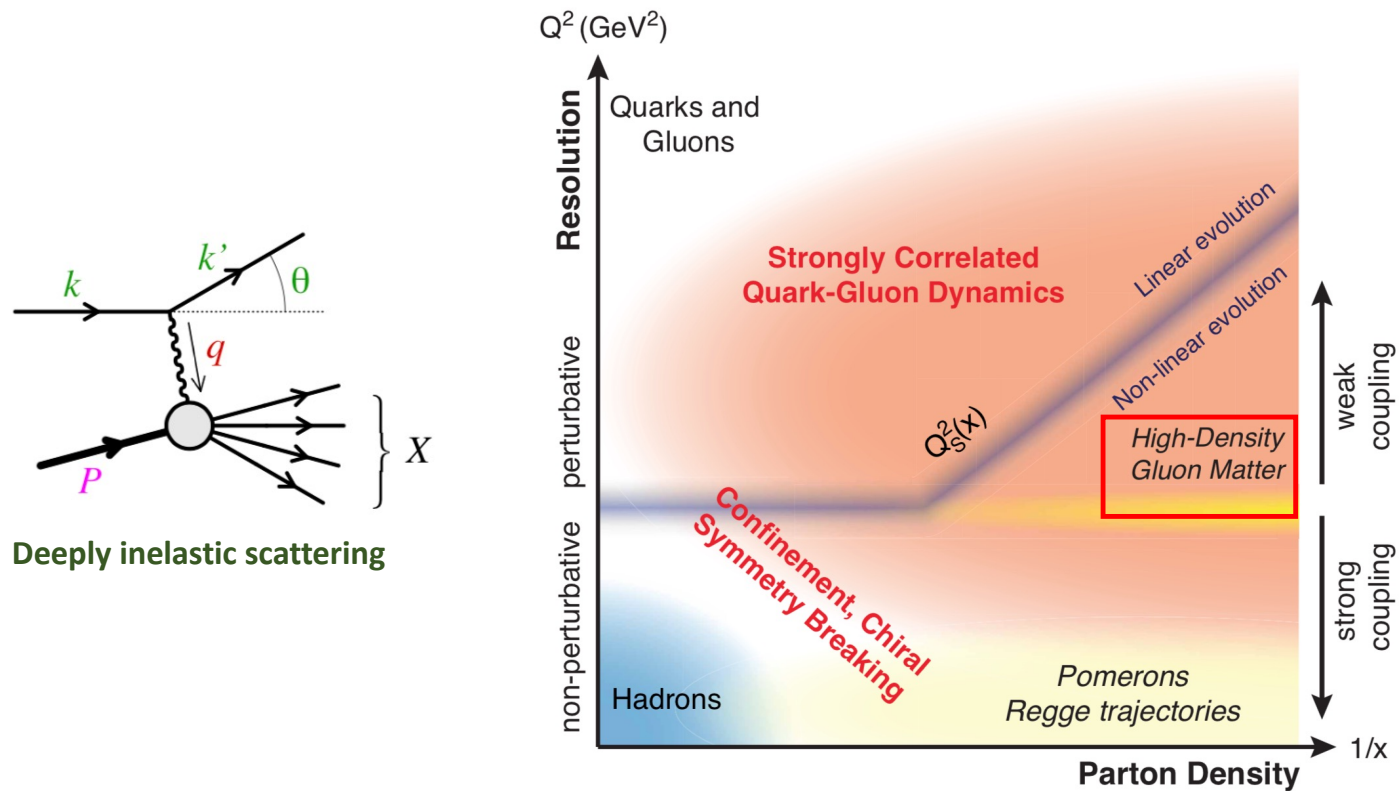 k
k'
θ
q
P
X
Deeply inelastic scattering
Q² (GeV²)
Resolution
Quarks and
Gluons
perturbative
non-perturbative
Strongly Correlated
Quark-Gluon Dynamics
Linear evolution
Non-linear evolution
Q²S(x)
High-Density
Gluon Matter
Confinement, Chiral
Symmetry Breaking
Hadrons
Pomerons
Regge trajectories
weak
coupling
strong
coupling
1/x
Parton Density